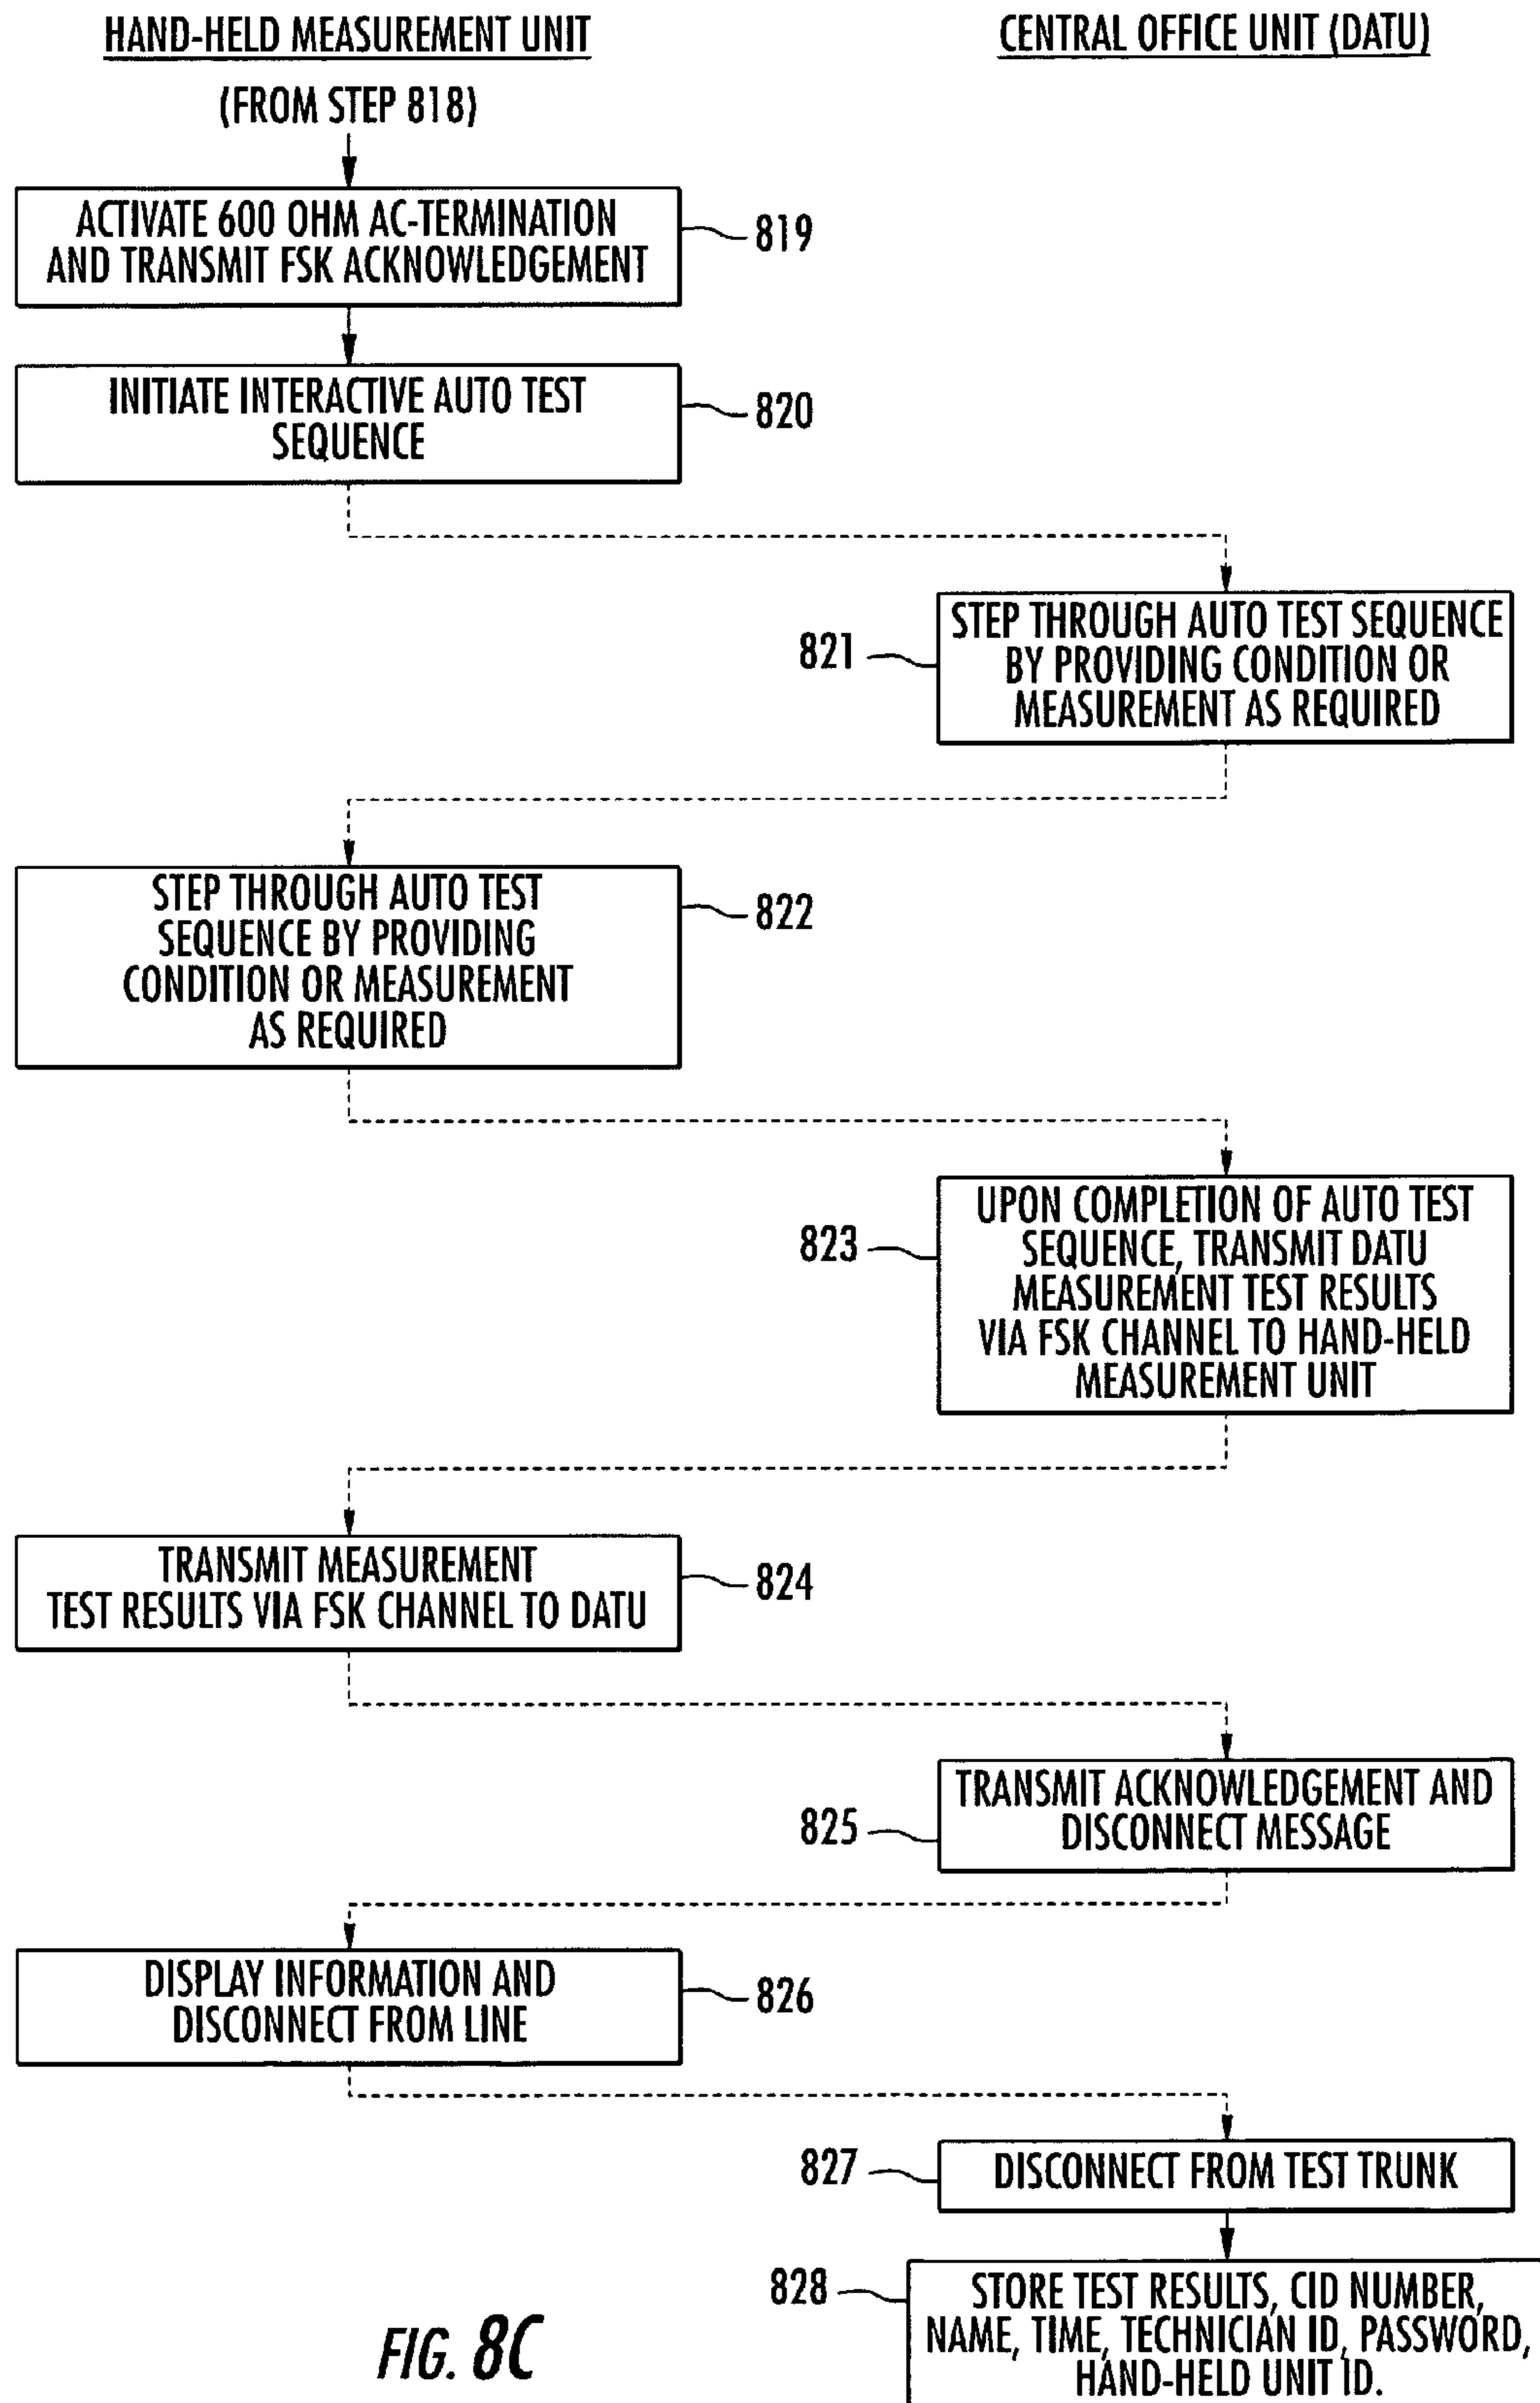 HAND-HELD MEASUREMENT UNIT
CENTRAL OFFICE UNIT (DATU)
(FROM STEP 818)
ACTIVATE 600 OHM AC-TERMINATION
AND TRANSMIT FSK ACKNOWLEDGEMENT
819
INITIATE INTERACTIVE AUTO TEST
SEQUENCE
820
821
STEP THROUGH AUTO TEST SEQUENCE
BY PROVIDING CONDITION OR
MEASUREMENT AS REQUIRED
STEP THROUGH AUTO TEST
SEQUENCE BY PROVIDING
CONDITION OR MEASUREMENT
AS REQUIRED
822
823
UPON COMPLETION OF AUTO TEST
SEQUENCE, TRANSMIT DATU
MEASUREMENT TEST RESULTS
VIA FSK CHANNEL TO HAND-HELD
MEASUREMENT UNIT
TRANSMIT MEASUREMENT
TEST RESULTS VIA FSK CHANNEL TO DATU
824
825
TRANSMIT ACKNOWLEDGEMENT AND
DISCONNECT MESSAGE
DISPLAY INFORMATION AND
DISCONNECT FROM LINE
826
827
DISCONNECT FROM TEST TRUNK
828
STORE TEST RESULTS, CID NUMBER,
NAME, TIME, TECHNICIAN ID, PASSWORD,
HAND-HELD UNIT ID.
FIG. 8C